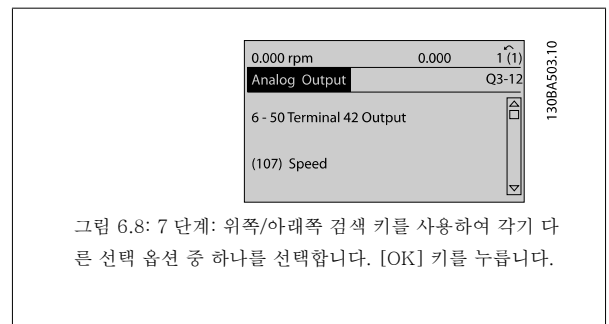 0.000 rpm 0.000 1 (1)
Analog Output Q3-12
6 - 50 Terminal 42 Output
(107) Speed
130BA503.10
그림 6.8: 7 단계: 위쪽/아래쪽 검색 키를 사용하여 각기 다
른 선택 옵션 중 하나를 선택합니다. [OK] 키를 누릅니다.